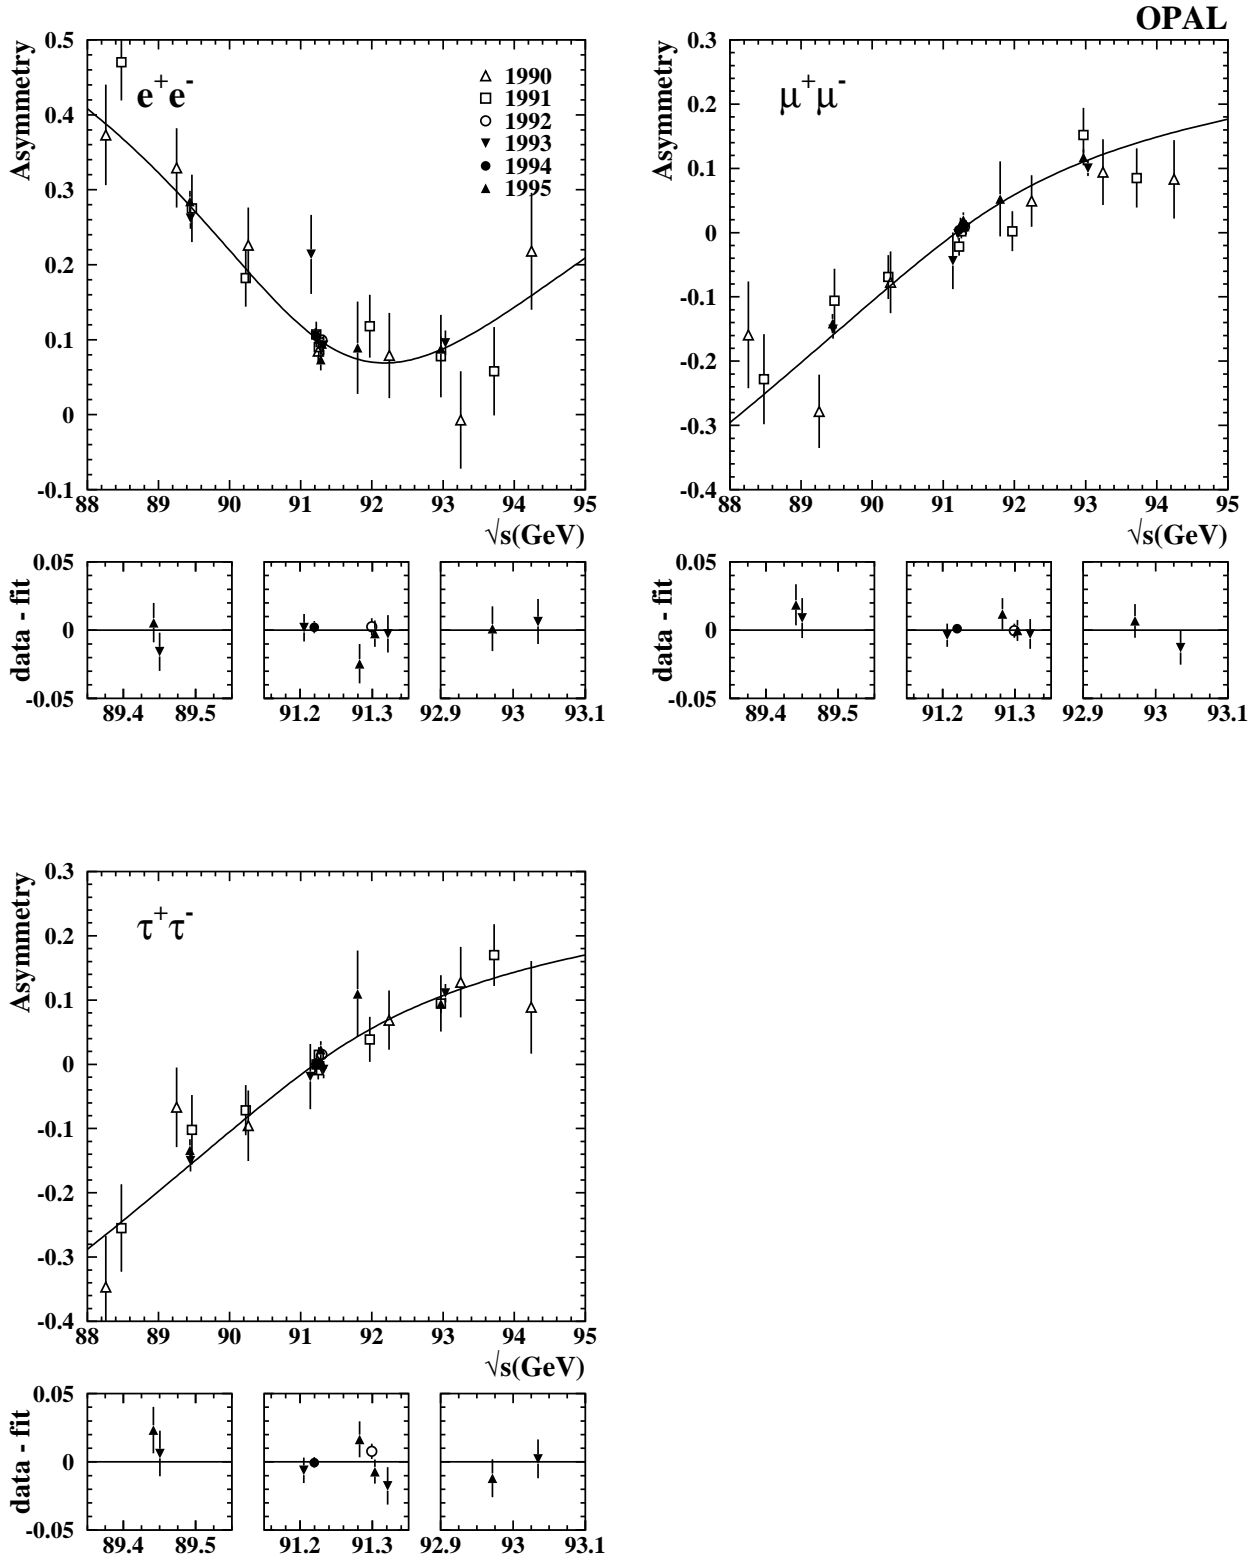 OPAL
Asymmetry
e+e-
1990
1991
1992
1993
1994
1995
0.5
0.4
0.3
0.2
0.1
0
-0.1
88 89 90 91 92 93 94 95
√s(GeV)
Asymmetry
μ+μ-
0.3
0.2
0.1
0
-0.1
-0.2
-0.3
-0.4
88 89 90 91 92 93 94 95
√s(GeV)
data - fit
0.05
0
-0.05
89.4 89.5 91.2 91.3 92.9 93 93.1
data - fit
0.05
0
-0.05
89.4 89.5 91.2 91.3 92.9 93 93.1
Asymmetry
τ+τ-
0.3
0.2
0.1
0
-0.1
-0.2
-0.3
-0.4
88 89 90 91 92 93 94 95
√s(GeV)
data - fit
0.05
0
-0.05
89.4 89.5 91.2 91.3 92.9 93 93.1